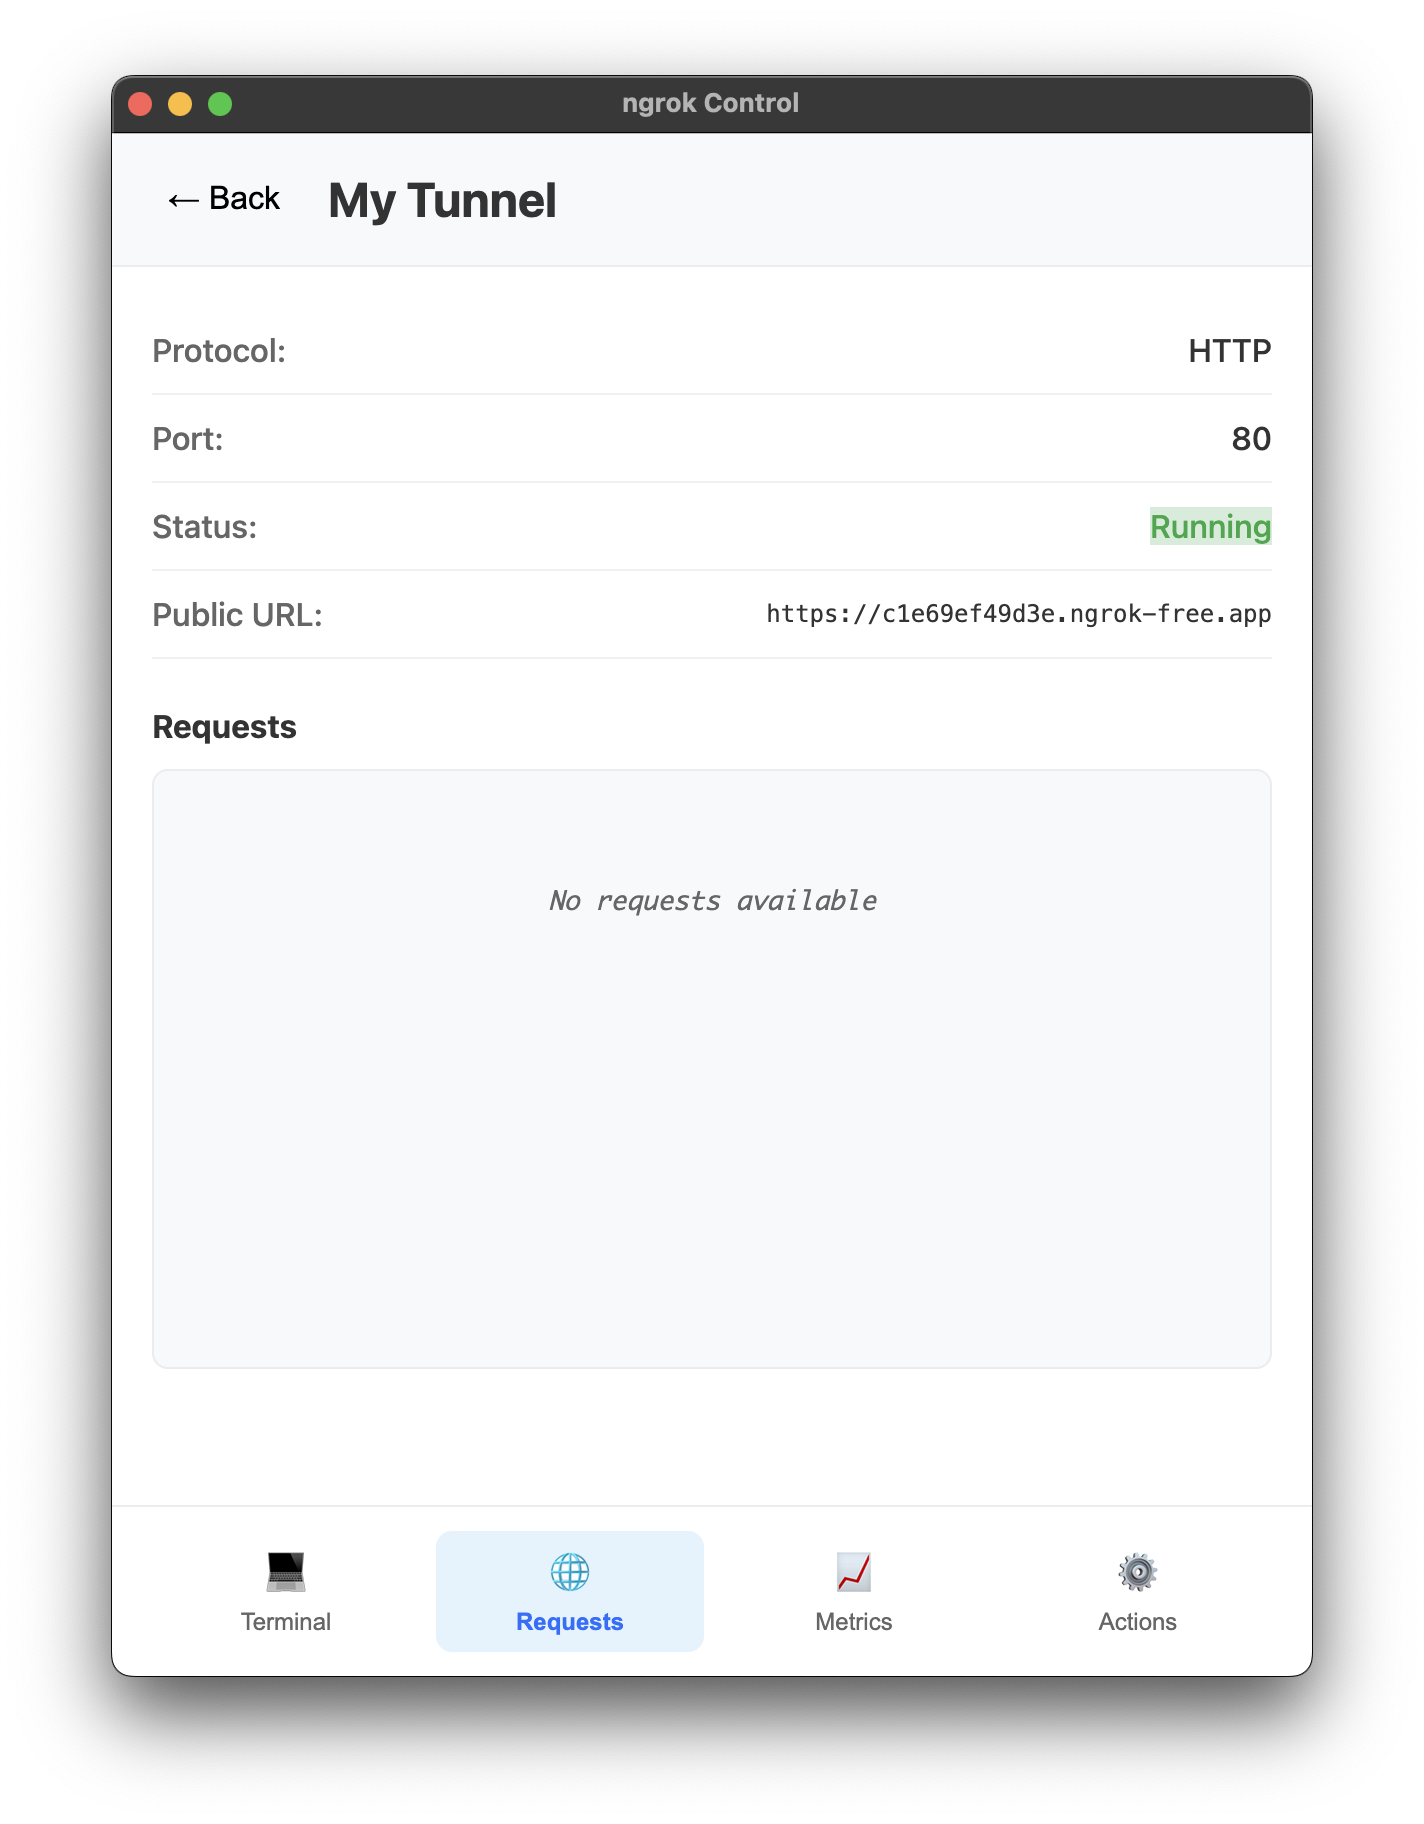 ngrok Control
← Back
My Tunnel
Protocol: HTTP
Port: 80
Status: Running
Public URL: https://c1e69ef49d3e.ngrok-free.app
Requests
No requests available
Terminal
Requests
Metrics
Actions